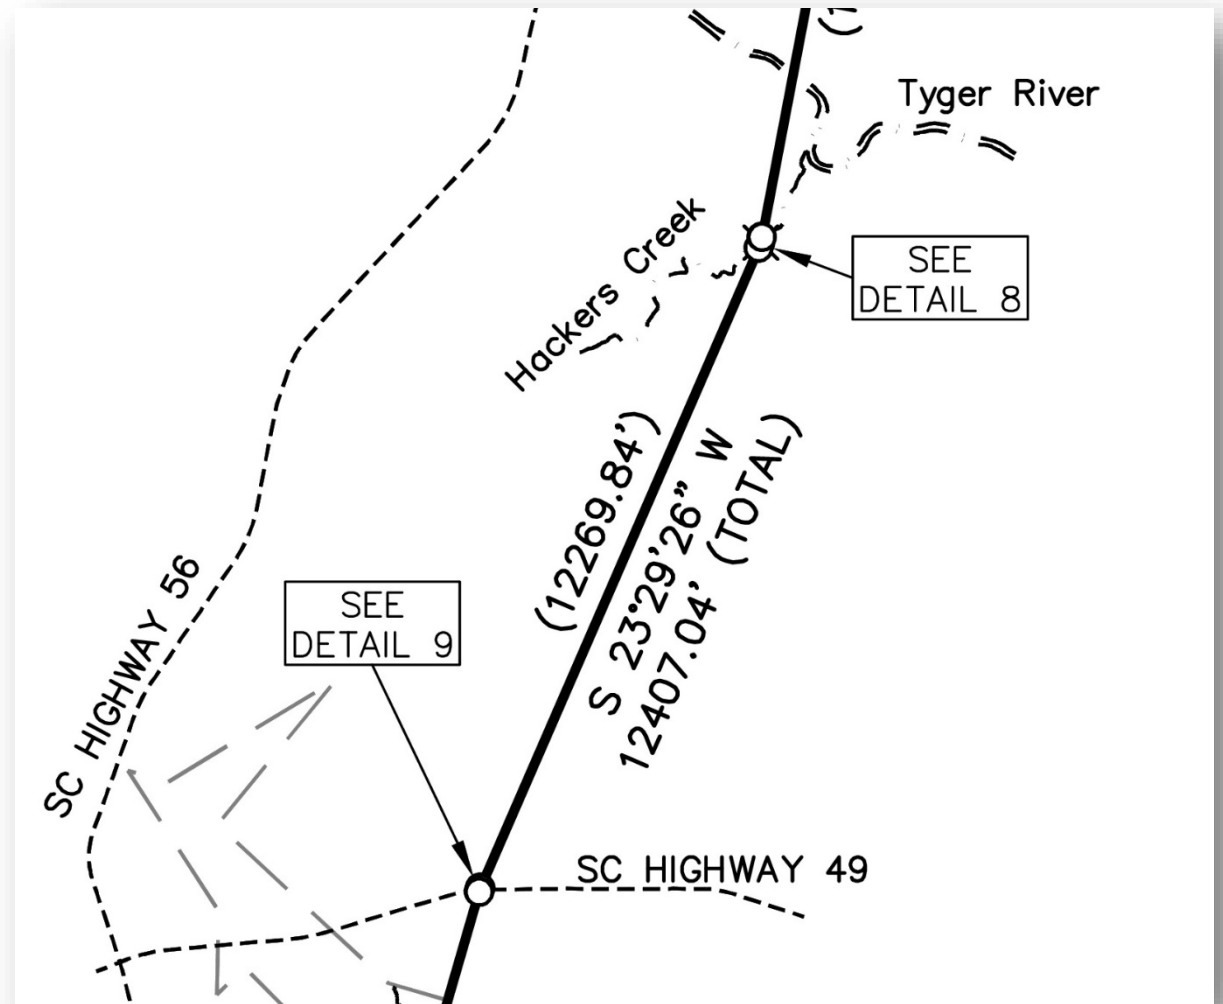 Tyger River
Hackers Creek
SEE
DETAIL 8
(12269.84')
S 23°29'26" W
12407.04' (TOTAL)
SC HIGHWAY 56
SEE
DETAIL 9
SC HIGHWAY 49